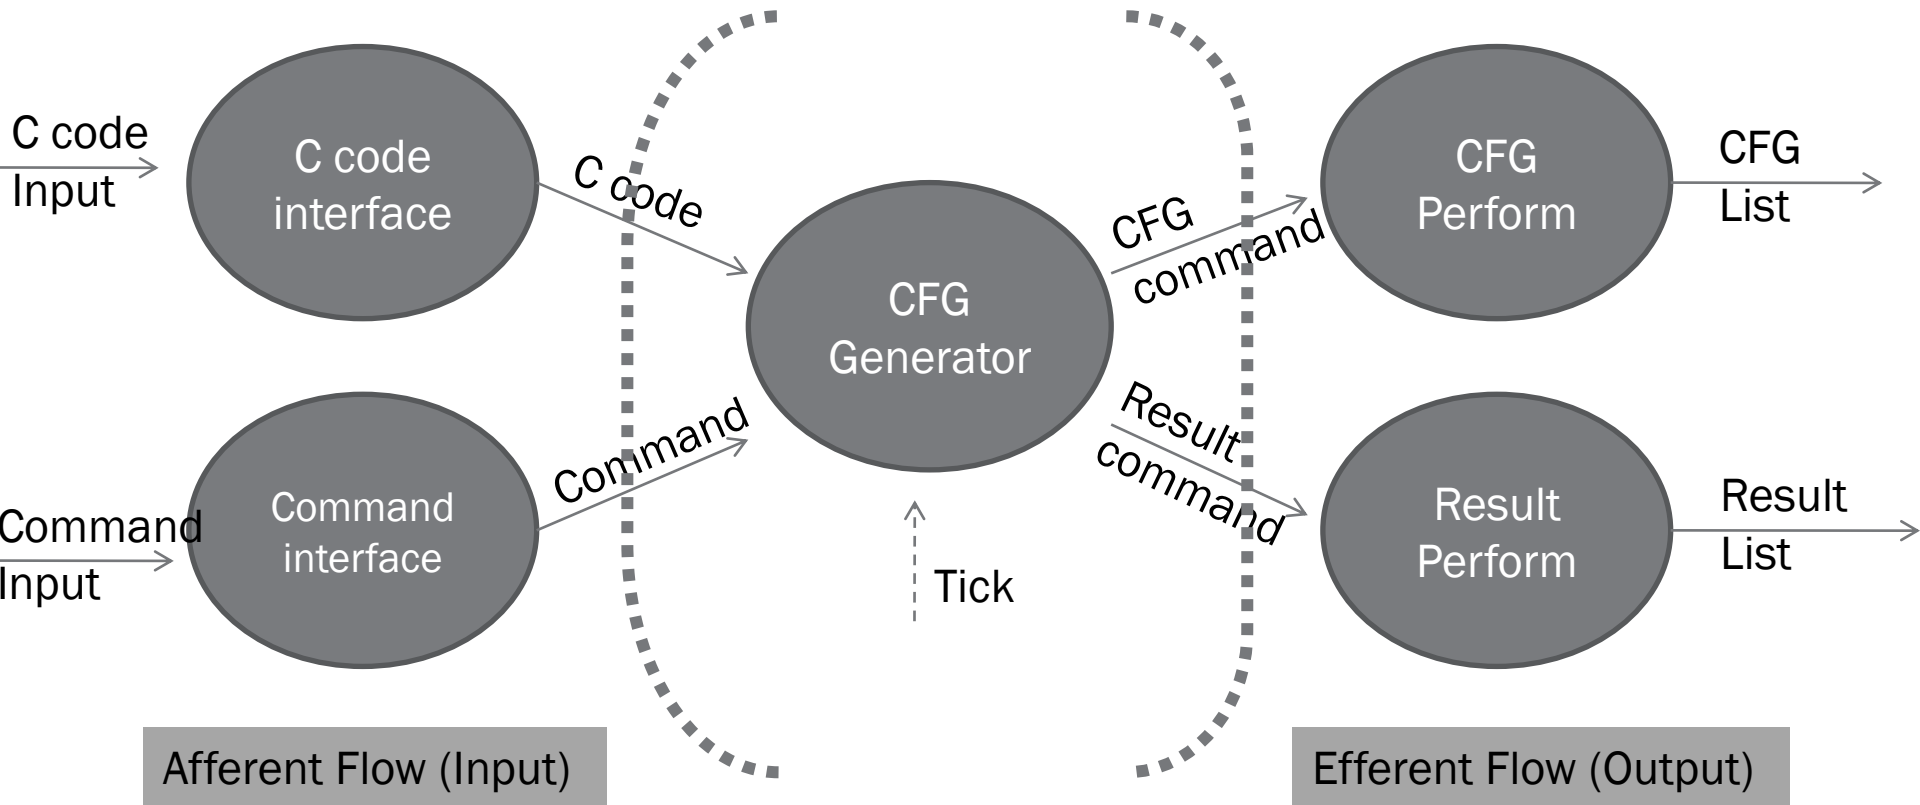 C code
Input
C code
interface
C code
CFG
Generator
CFG
command
CFG
Perform
CFG
List
Command
Input
Command
interface
Command
Tick
Result
command
Result
Perform
Result
List
Afferent Flow (Input)
Efferent Flow (Output)